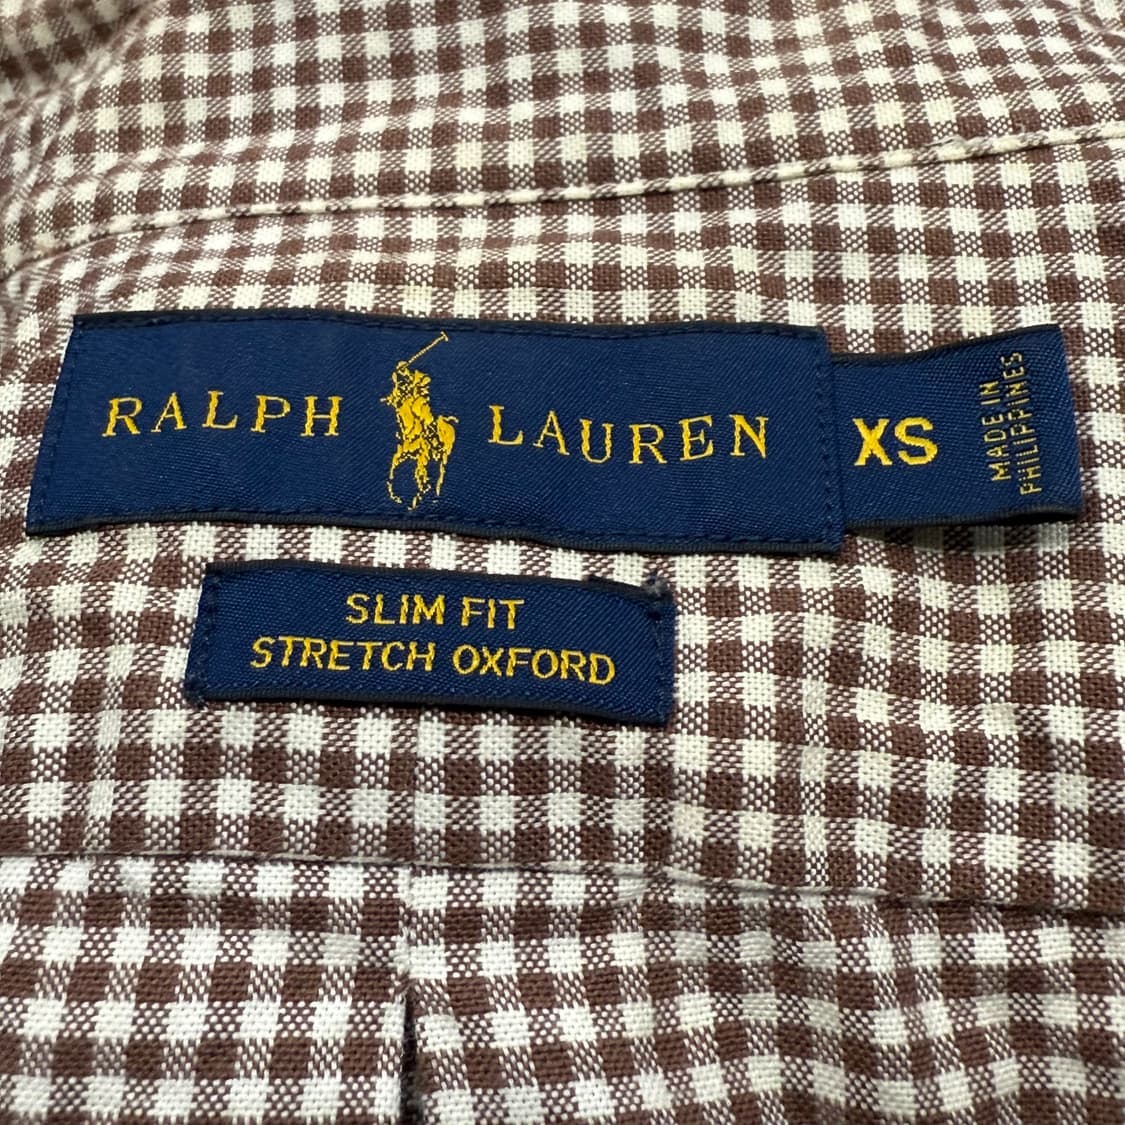 RALPH LAUREN
XS
MADE IN
PHILIPPINES
SLIM FIT
STRETCH OXFORD